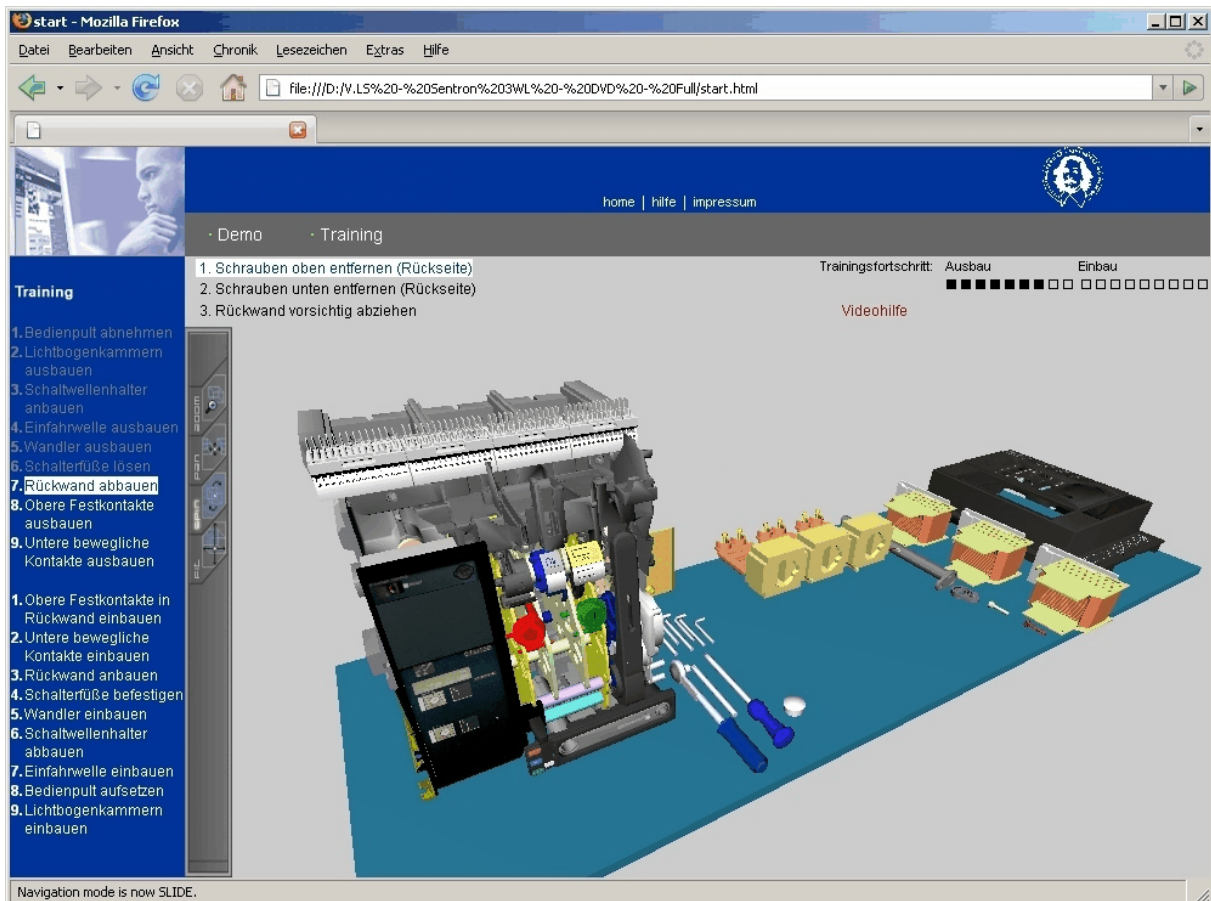 start - Mozilla Firefox
Datei Bearbeiten Ansicht Chronik Lesezeichen Extras Hilfe
file:///D:/V.LS%20-%20Sentron%203WL%20-%20DVD%20-%20Full/start.html
home | hilfe | impressum
· Demo · Training
Training
1. Bedienpult abnehmen
2. Lichtbogenkammern
ausbauen
3. Schaltwellenhalter
anbauen
4. Einfahrwelle ausbauen
5. Wandler ausbauen
6. Schalterfüße lösen
7. Rückwand abbauen
8. Obere Festkontakte
ausbauen
9. Untere bewegliche
Kontakte ausbauen
1. Obere Festkontakte in
Rückwand einbauen
2. Untere bewegliche
Kontakte einbauen
3. Rückwand anbauen
4. Schalterfüße befestigen
5. Wandler einbauen
6. Schaltwellenhalter
abbauen
7. Einfahrwelle einbauen
8. Bedienpult aufsetzen
9. Lichtbogenkammern
einbauen
1. Schrauben oben entfernen (Rückseite)
2. Schrauben unten entfernen (Rückseite)
3. Rückwand vorsichtig abziehen
Trainingsfortschritt: Ausbau Einbau
Videohilfe
ZOOM
PAN
SPIN
FIT
Navigation mode is now SLIDE.